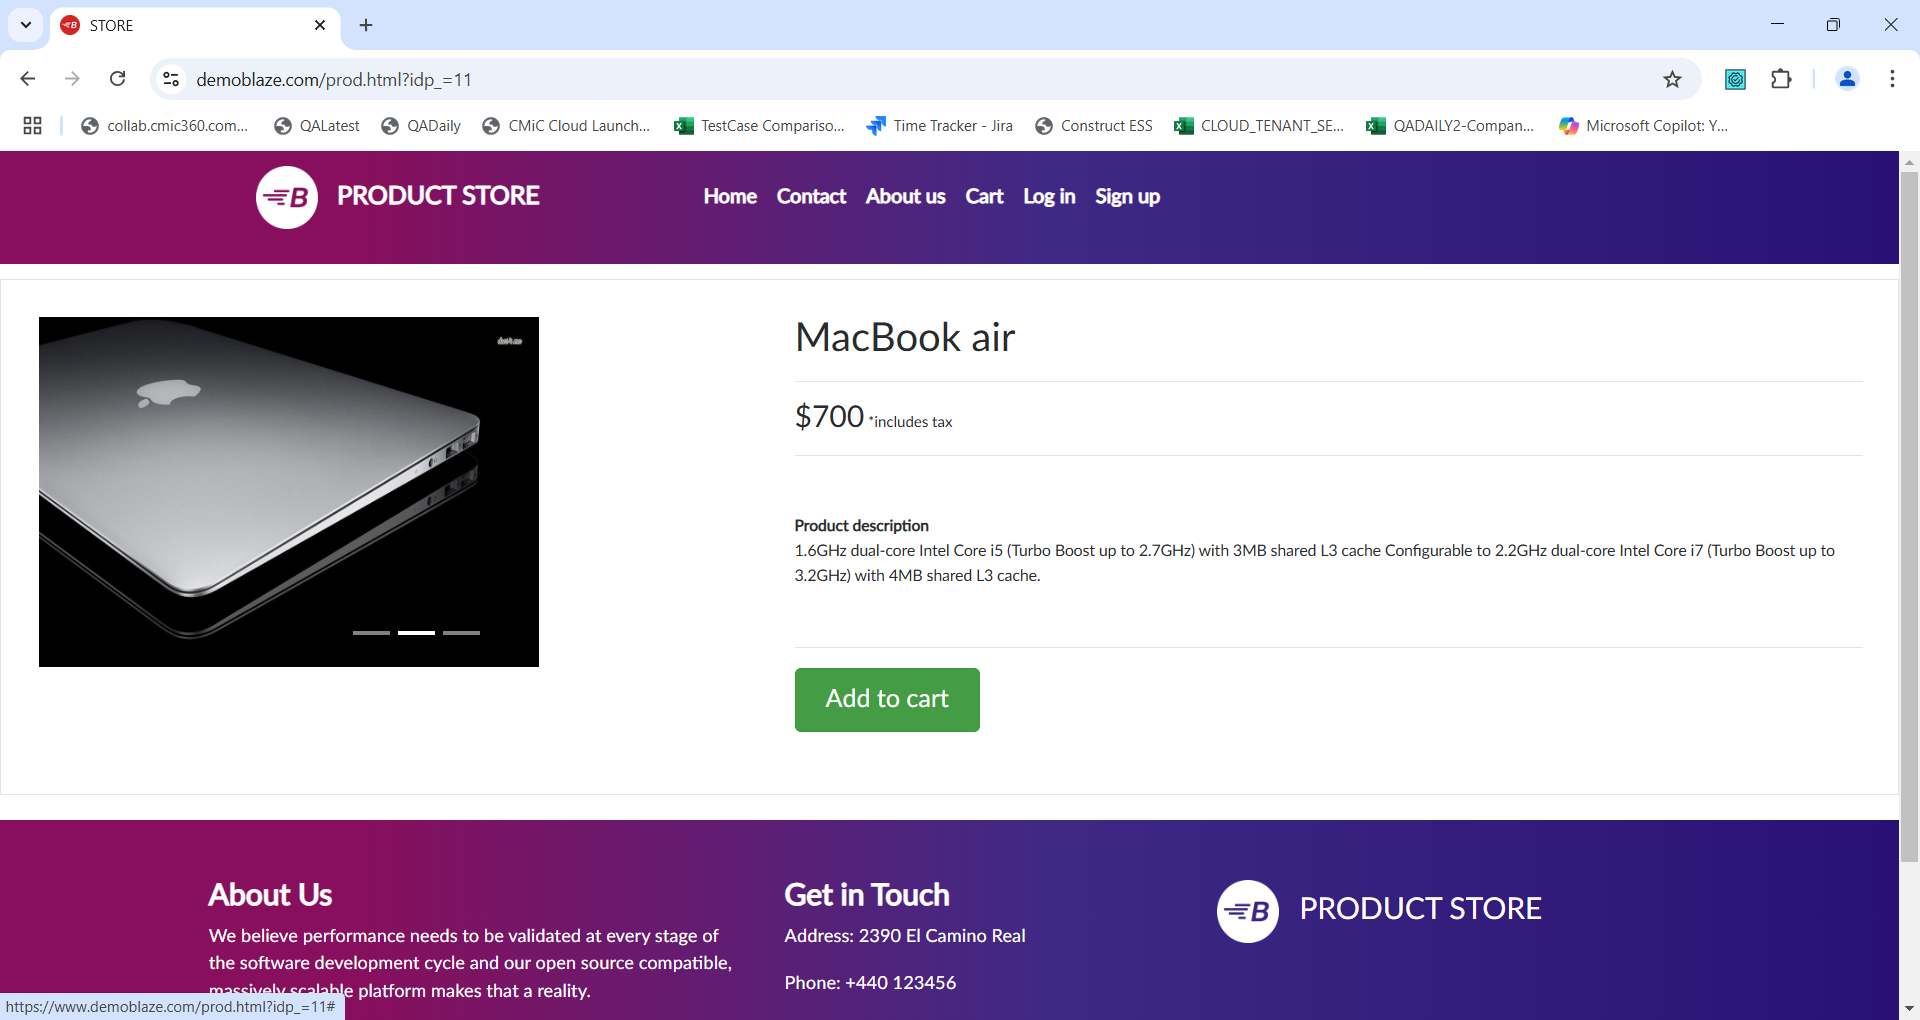 STORE
demoblaze.com/prod.html?idp_=11
collab.cmic360.com... QALatest QADaily CMiC Cloud Launch... TestCase Compariso... Time Tracker - Jira Construct ESS CLOUD_TENANT_SE... QADAILY2-Compan... Microsoft Copilot: Y...
B PRODUCT STORE Home Contact About us Cart Log in Sign up
MacBook air
$700 *includes tax
Product description
1.6GHz dual-core Intel Core i5 (Turbo Boost up to 2.7GHz) with 3MB shared L3 cache Configurable to 2.2GHz dual-core Intel Core i7 (Turbo Boost up to
3.2GHz) with 4MB shared L3 cache.
Add to cart
About Us
We believe performance needs to be validated at every stage of
the software development cycle and our open source compatible,
massively scalable platform makes that a reality.
Get in Touch
Address: 2390 El Camino Real
Phone: +440 123456
B PRODUCT STORE
https://www.demoblaze.com/prod.html?idp_=11#